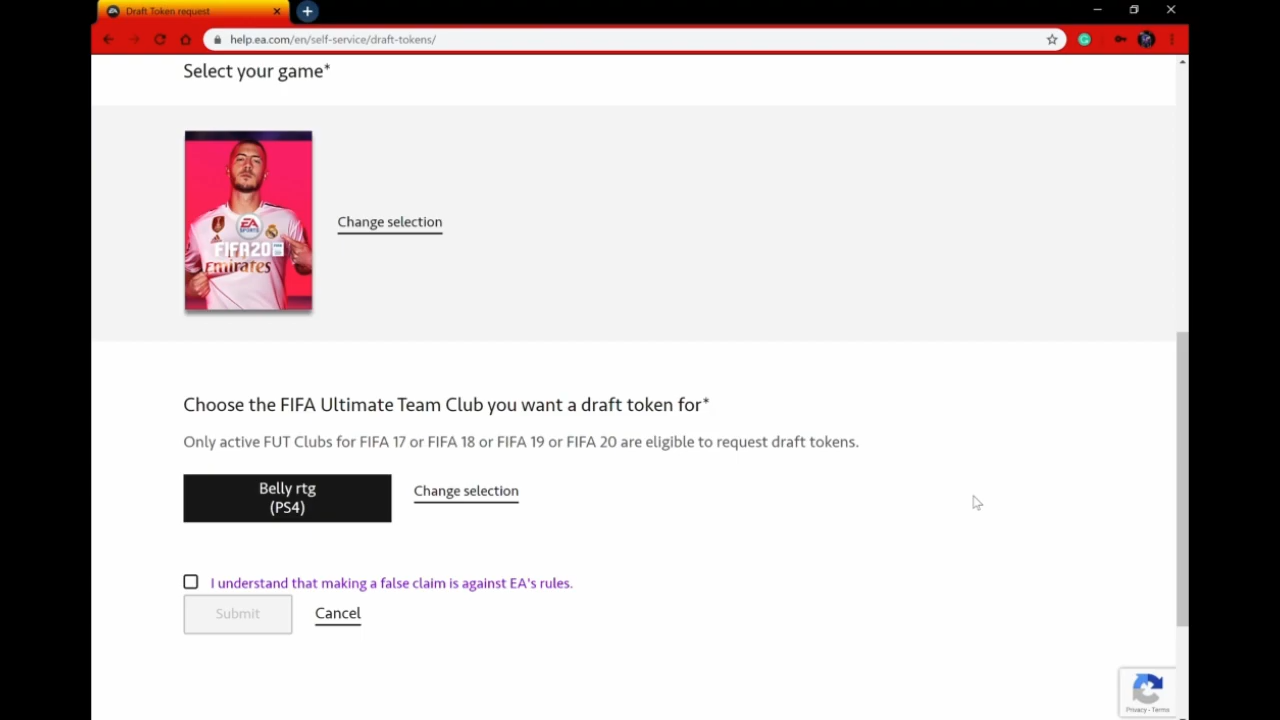 Draft Token request
help.ea.com/en/self-service/draft-tokens/
Select your game*
EA
SPORTS
FIFA20
Emirates
Change selection
Choose the FIFA Ultimate Team Club you want a draft token for*
Only active FUT Clubs for FIFA 17 or FIFA 18 or FIFA 19 or FIFA 20 are eligible to request draft tokens.
Belly rtg
(PS4)
Change selection
I understand that making a false claim is against EA's rules.
Submit
Cancel
Privacy - Terms